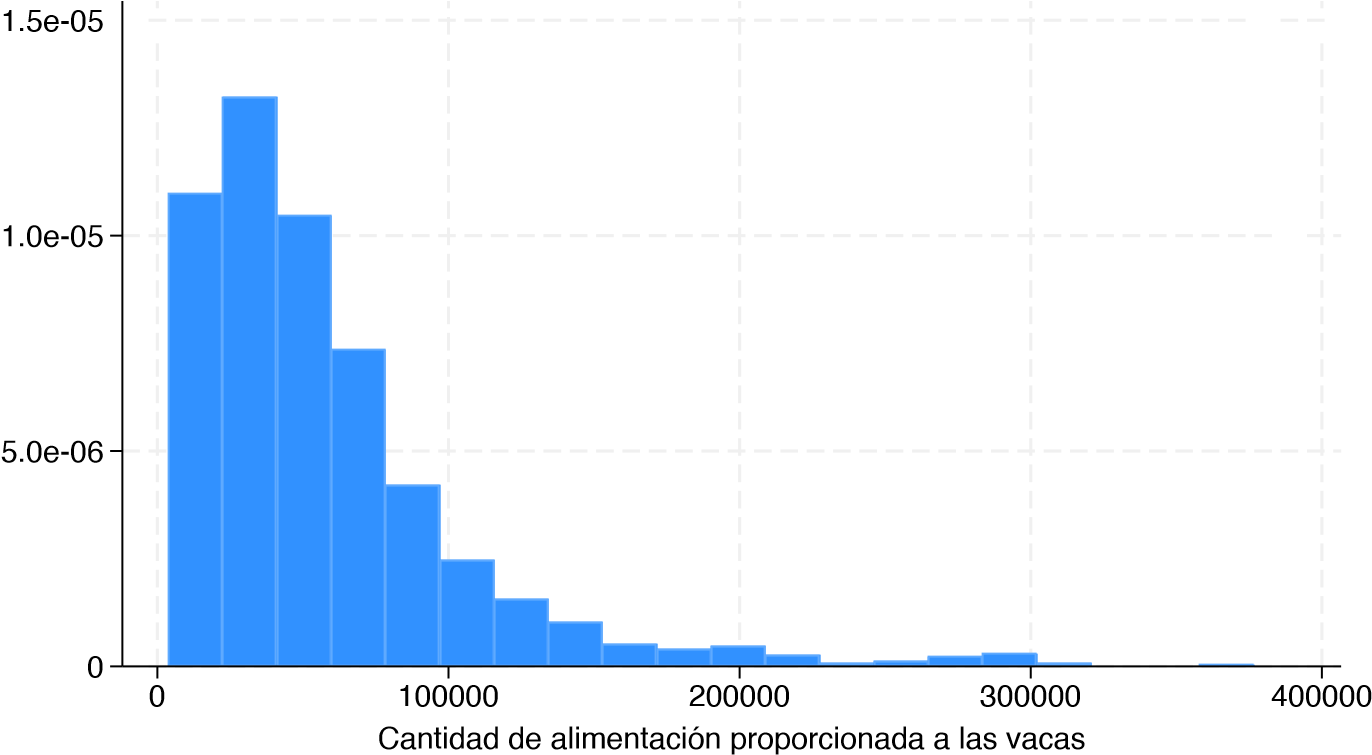 1.5e-05
1.0e-05
5.0e-06
0
0 100000 200000 300000 400000
Cantidad de alimentación proporcionada a las vacas